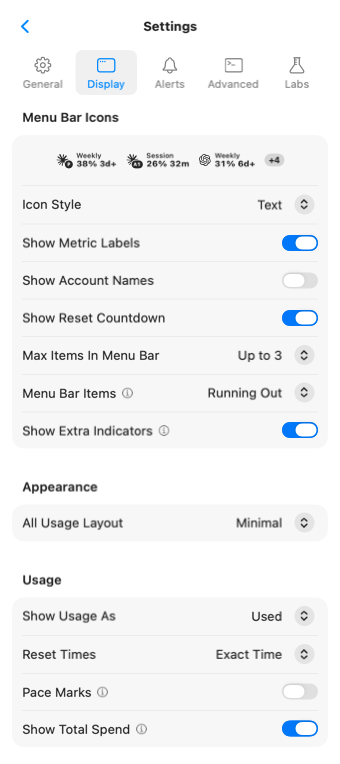 Settings
General Display Alerts Advanced Labs
Menu Bar Icons
Weekly 38% 3d+ Session 26% 32m Weekly 31% 6d+ +4
Icon Style Text
Show Metric Labels
Show Account Names
Show Reset Countdown
Max Items In Menu Bar Up to 3
Menu Bar Items Running Out
Show Extra Indicators
Appearance
All Usage Layout Minimal
Usage
Show Usage As Used
Reset Times Exact Time
Pace Marks
Show Total Spend